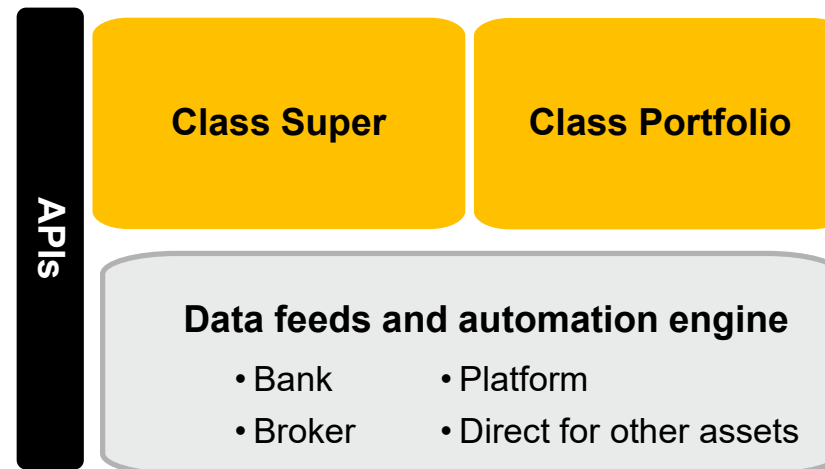 APIs
Class Super
Class Portfolio
Data feeds and automation engine
• Bank
• Platform
• Broker
• Direct for other assets